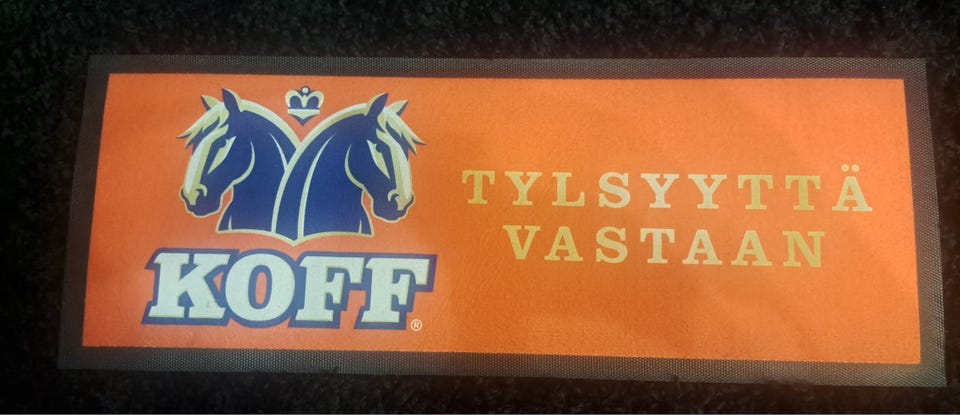 KOFF®
TYLSYYTTÄ
VASTAAN